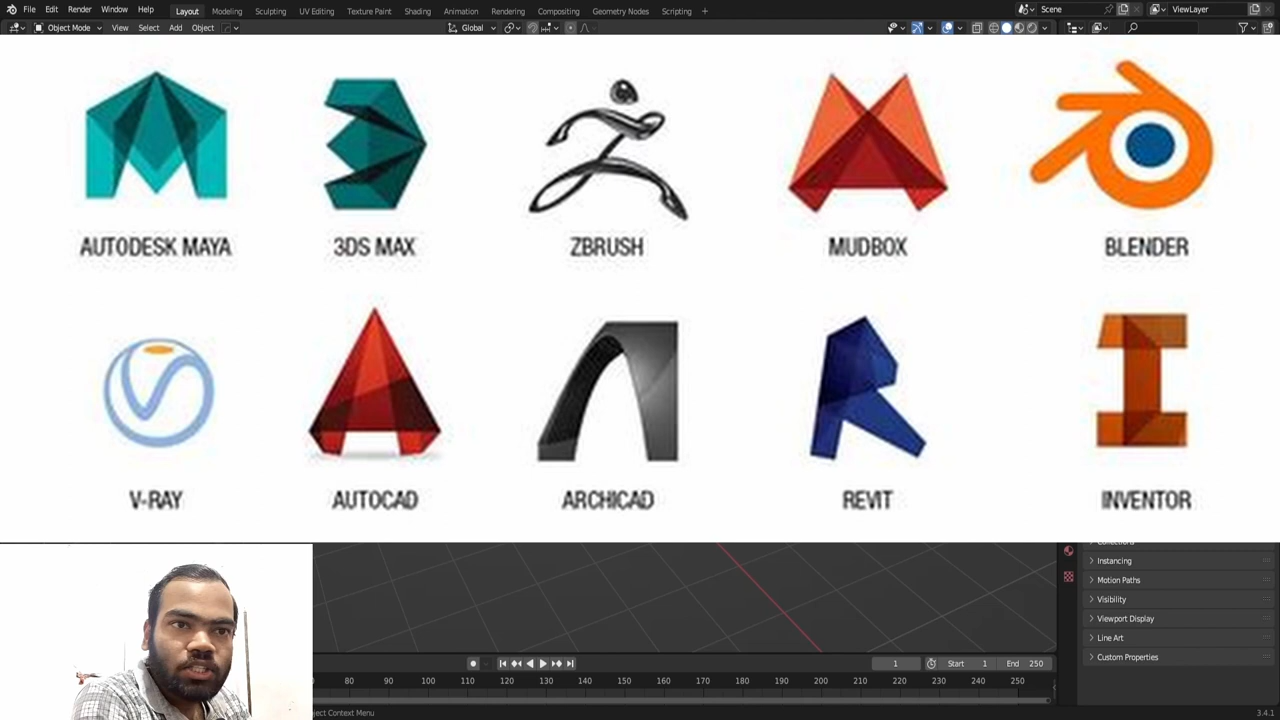 File Edit Render Window Help Layout Modeling Sculpting UV Editing Texture Paint Shading Animation Rendering Compositing Geometry Nodes Scripting + Scene ViewLayer
Object Mode View Select Add Object Global
AUTODESK MAYA 3DS MAX ZBRUSH MUDBOX BLENDER
V-RAY AUTOCAD ARCHICAD REVIT INVENTOR
Instancing
Motion Paths
Visibility
Viewport Display
Line Art
Custom Properties
1 Start 1 End 250
80 90 100 110 120 130 140 150 160 170 180 190 200 210 220 230 240 250
ject Context Menu 3.4.1